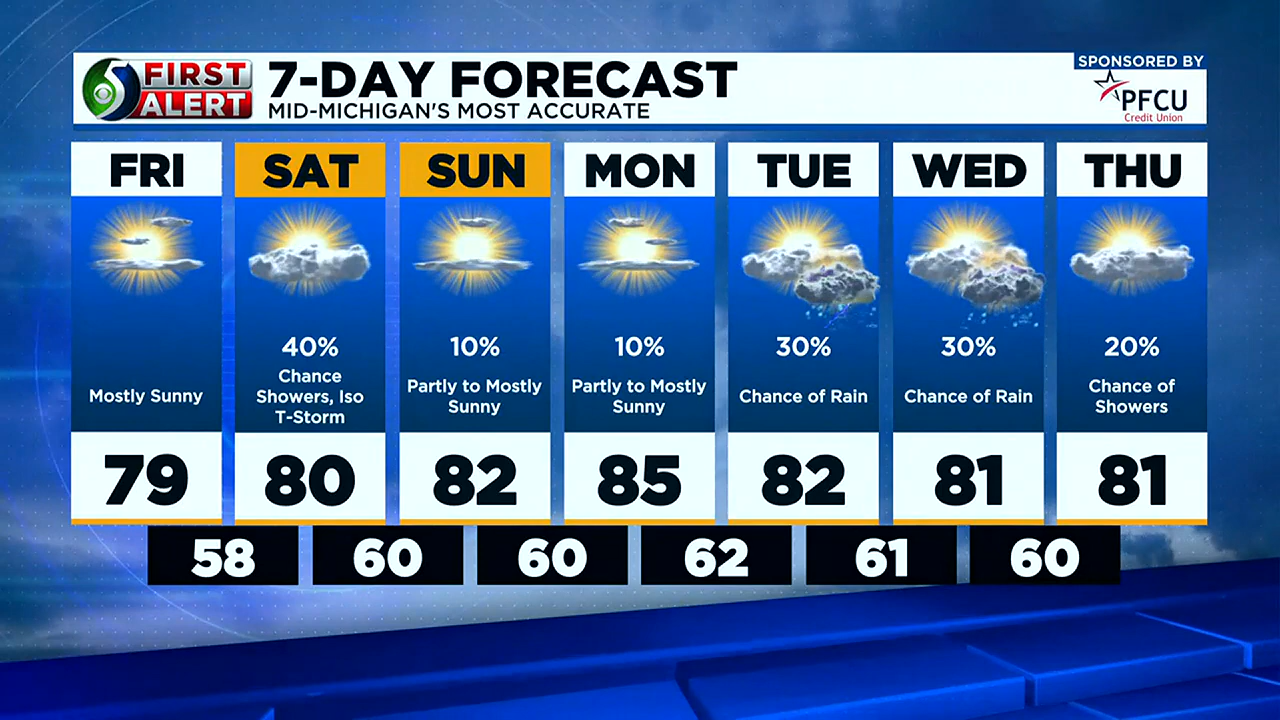 5 FIRST ALERT
7-DAY FORECAST
MID-MICHIGAN'S MOST ACCURATE
SPONSORED BY
PFCU
Credit Union
FRI
Mostly Sunny
79
SAT
40%
Chance
Showers, Iso
T-Storm
80
SUN
10%
Partly to Mostly
Sunny
82
MON
10%
Partly to Mostly
Sunny
85
TUE
30%
Chance of Rain
82
WED
30%
Chance of Rain
81
THU
20%
Chance of
Showers
81
58
60
60
62
61
60